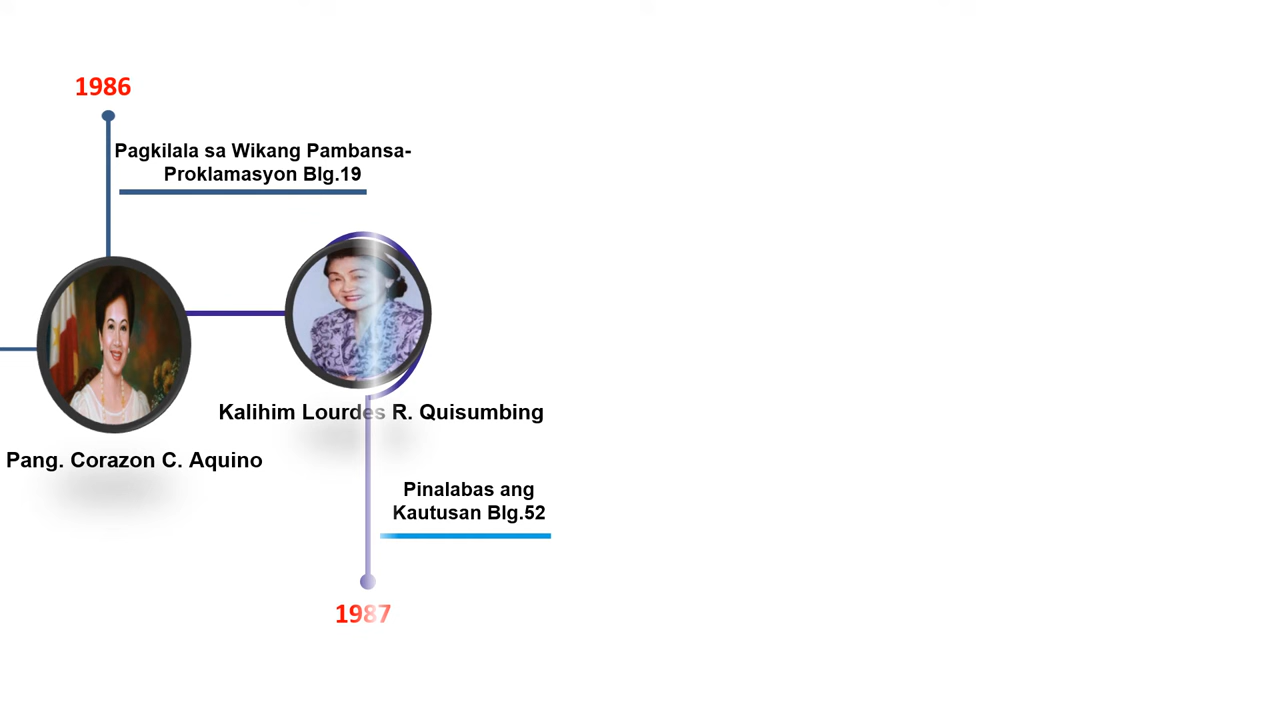 1986
Pagkilala sa Wikang Pambansa-
Proklamasyon Blg.19
Kalihim Lourdes R. Quisumbing
Pang. Corazon C. Aquino
Pinalabas ang
Kautusan Blg.52
1987